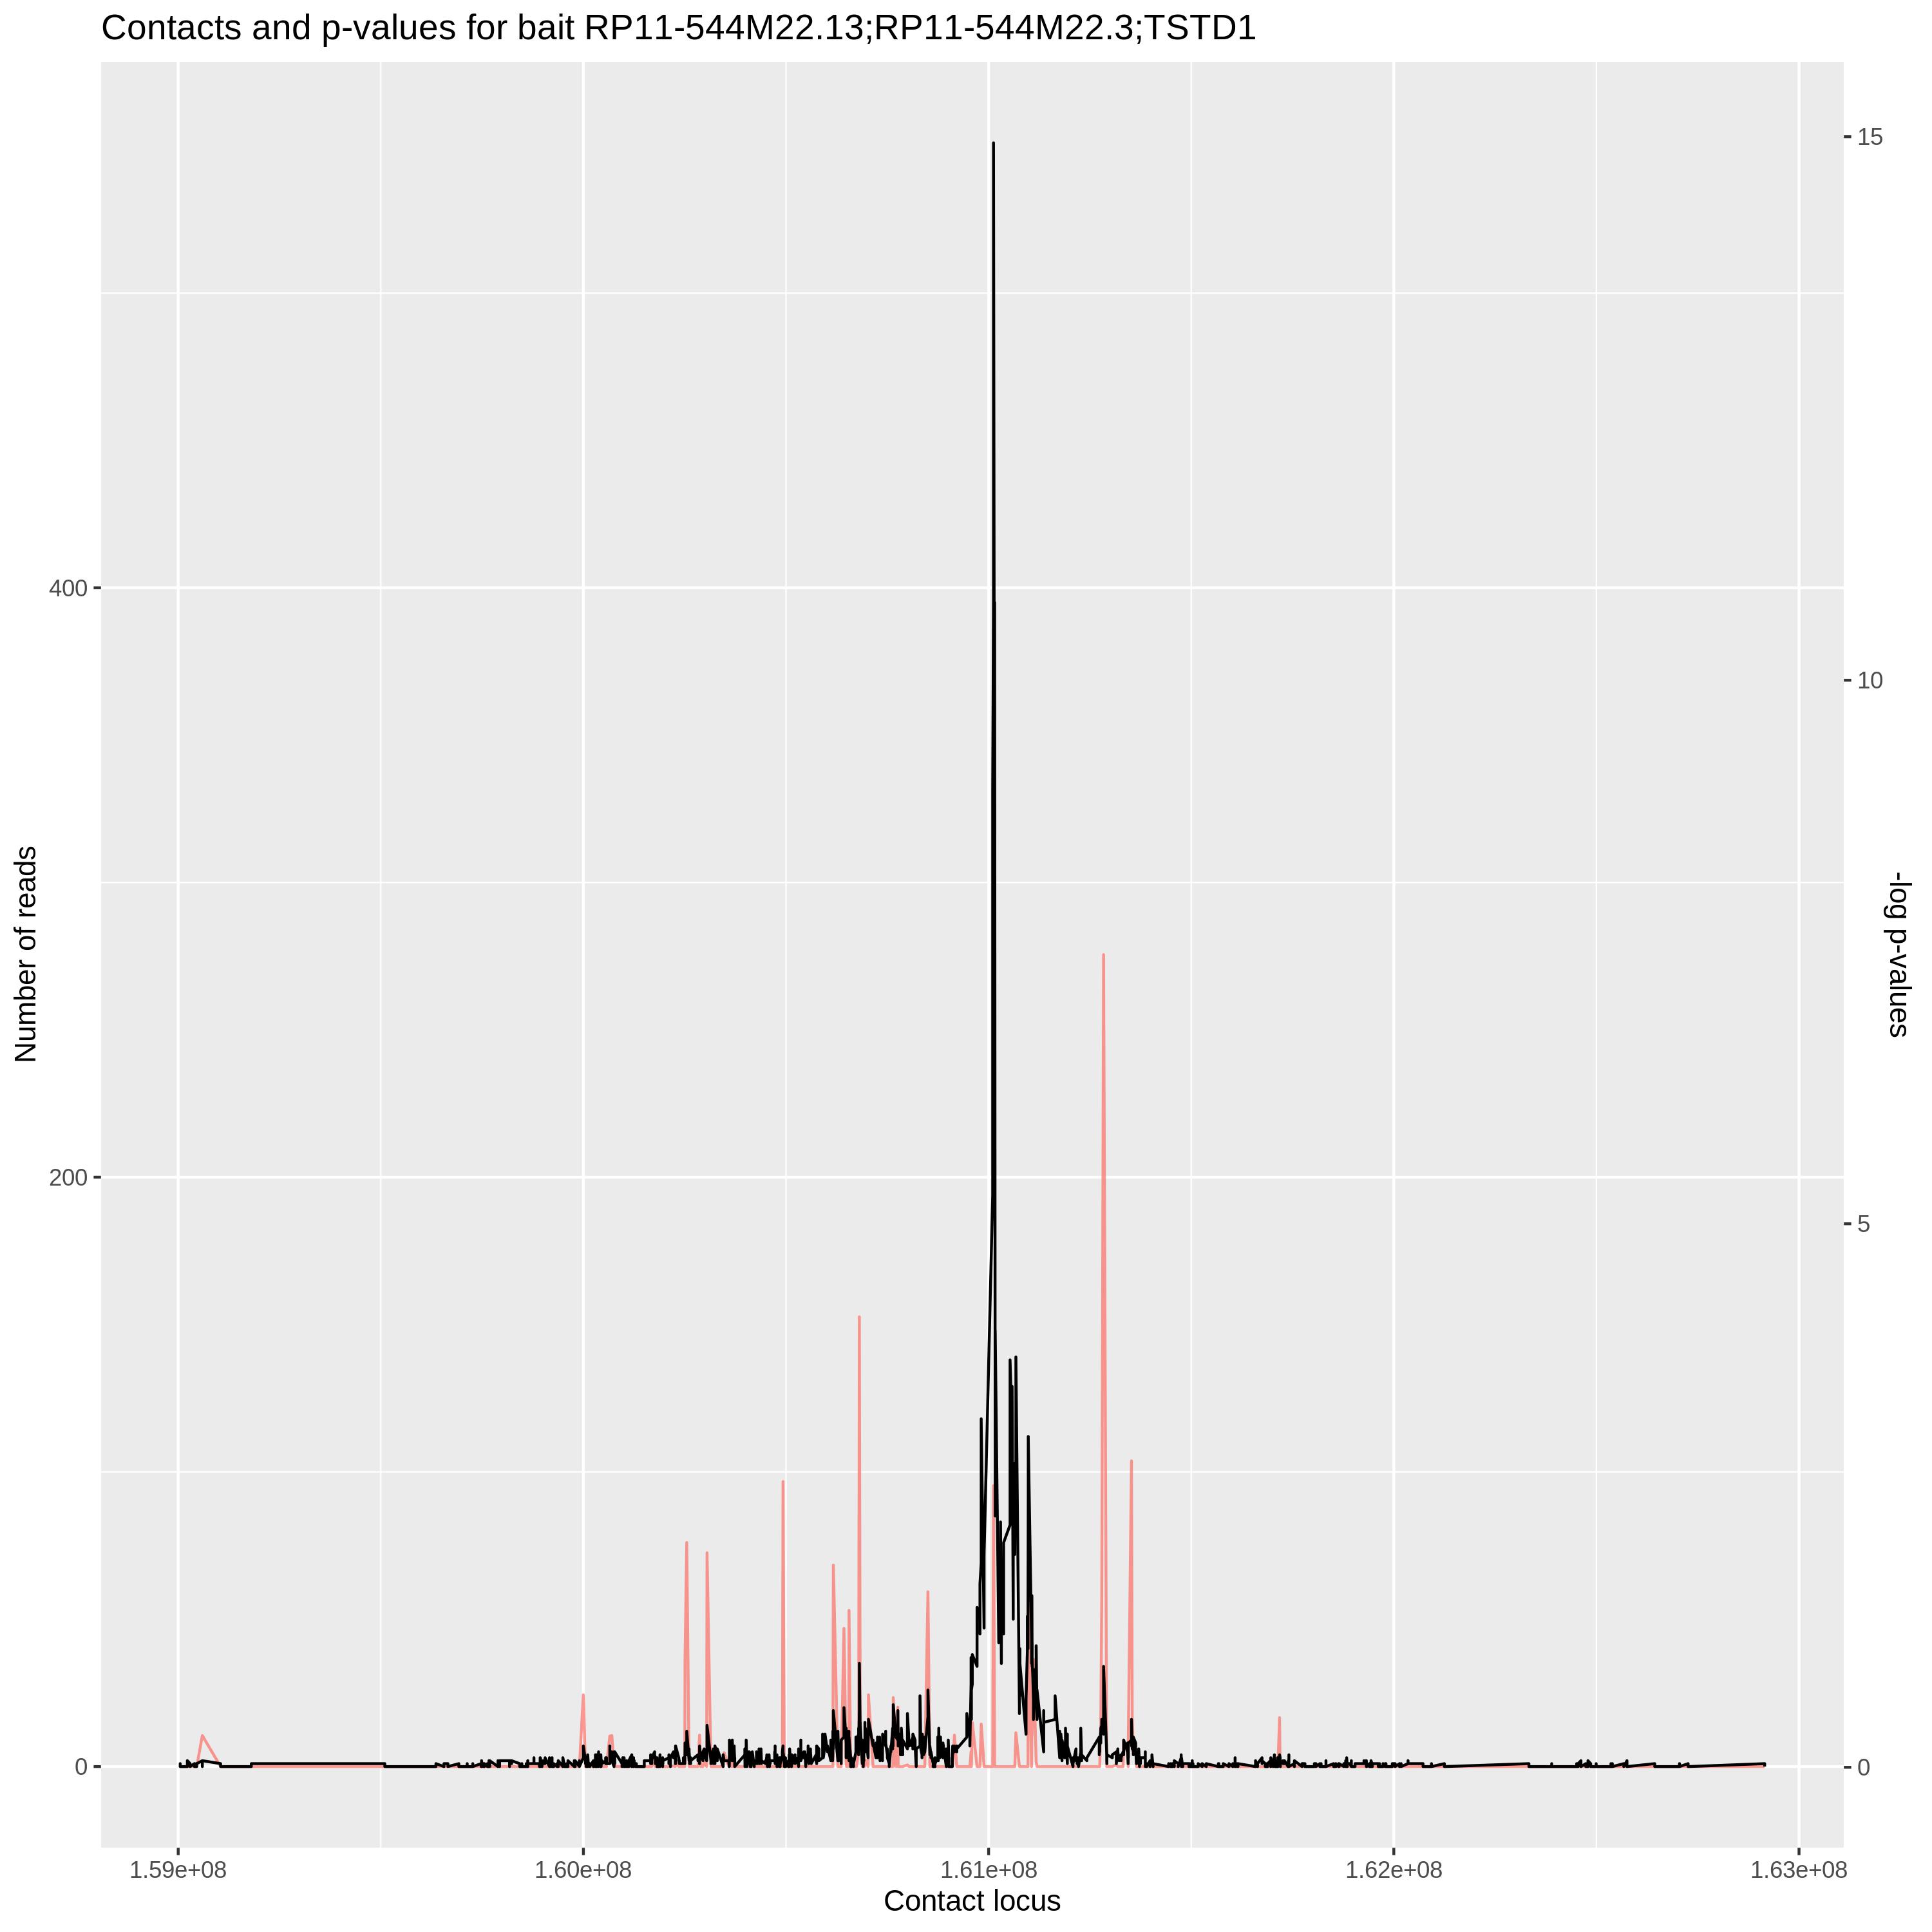 Contacts and p-values for bait RP11-544M22.13;RP11-544M22.3;TSTD1
15
400
10
Number of reads
-log p-values
200
5
0
0
1.59e+08
1.60e+08
1.61e+08
1.62e+08
1.63e+08
Contact locus